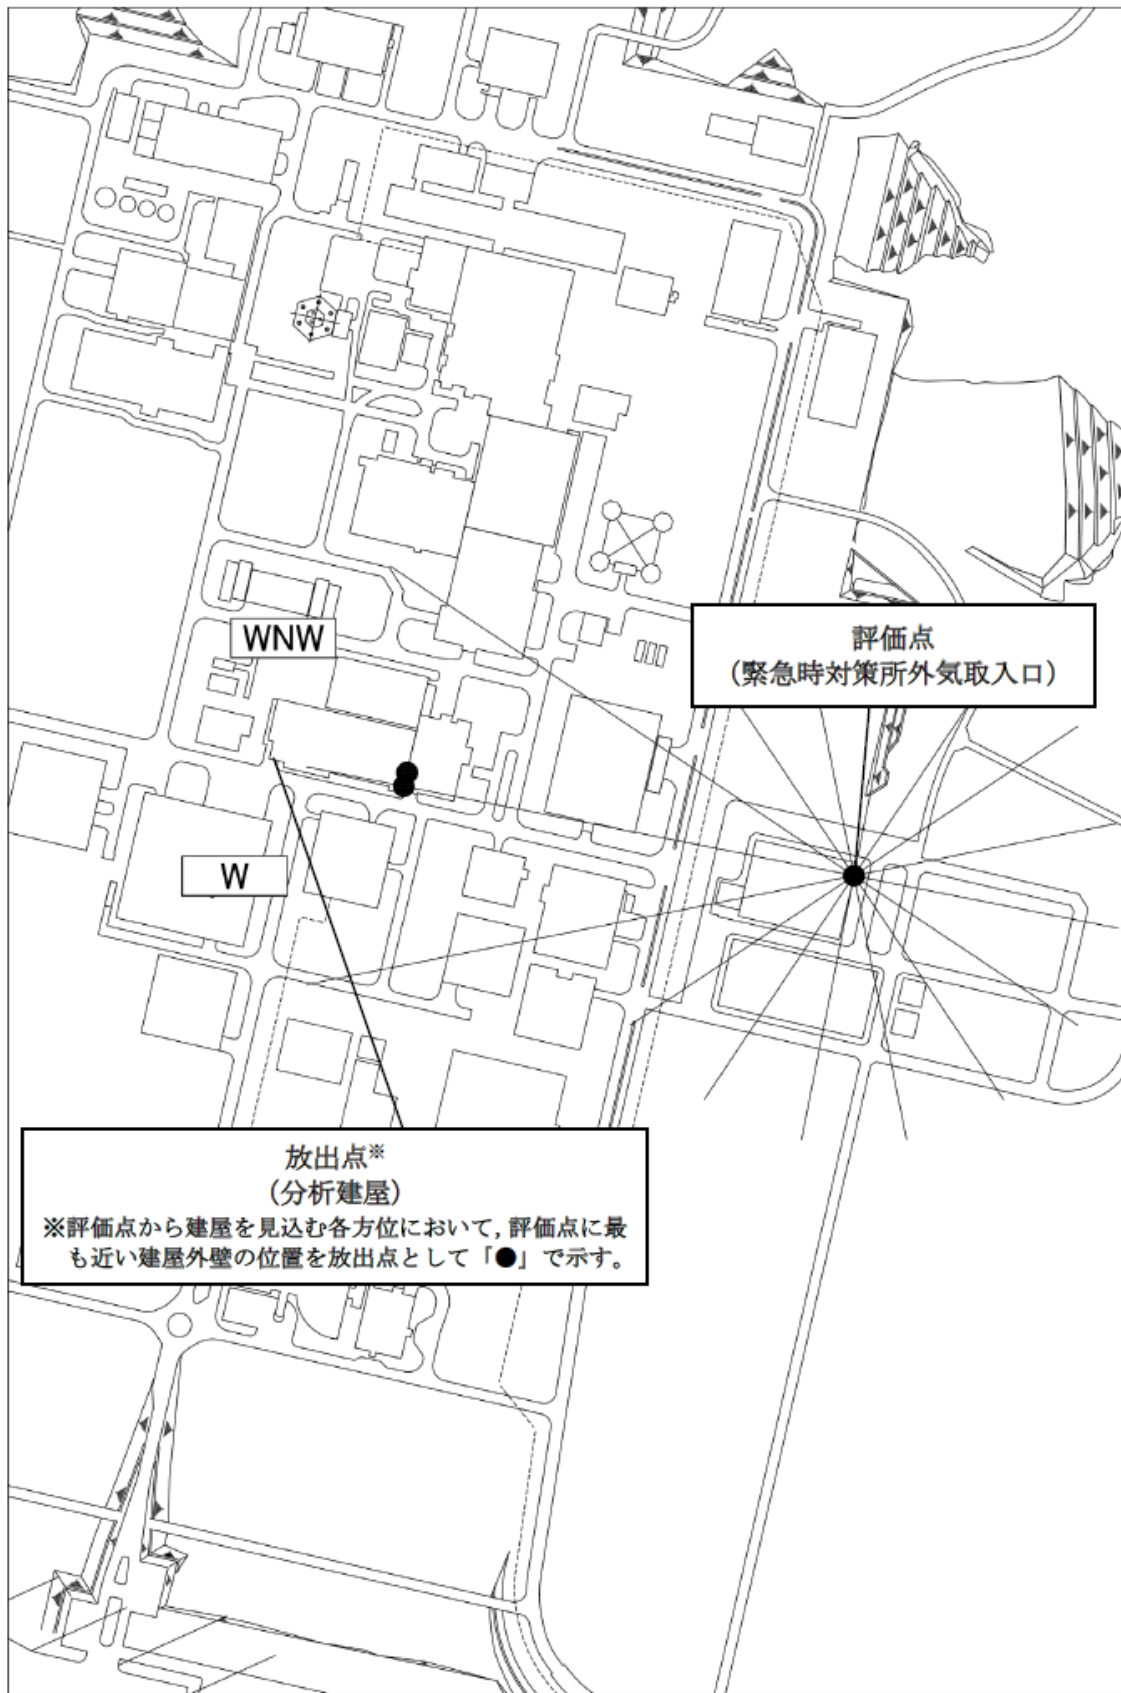 WNW
評価点
（緊急時対策所外気取入口）
W
放出点※
（分析建屋）
※評価点から建屋を見込む各方位において，評価点に最
も近い建屋外壁の位置を放出点として「●」で示す。